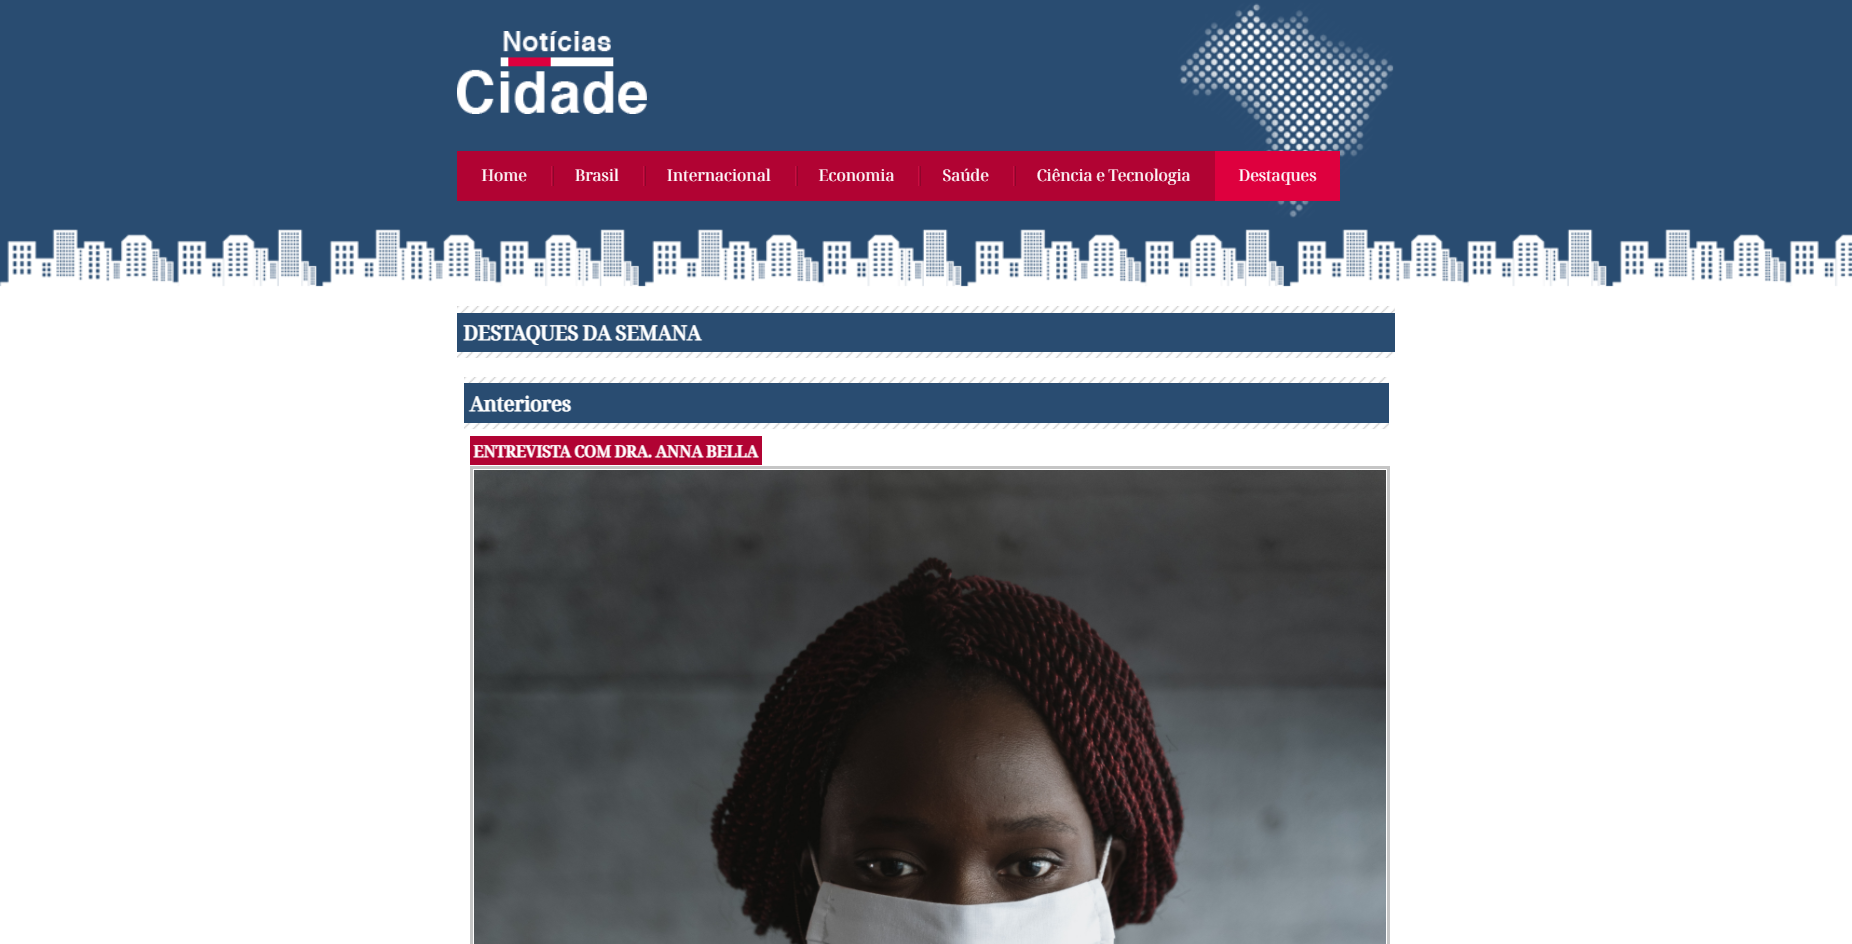 Notícias
Cidade
Home Brasil Internacional Economia Saúde Ciência e Tecnologia Destaques
DESTAQUES DA SEMANA
Anteriores
ENTREVISTA COM DRA. ANNA BELLA